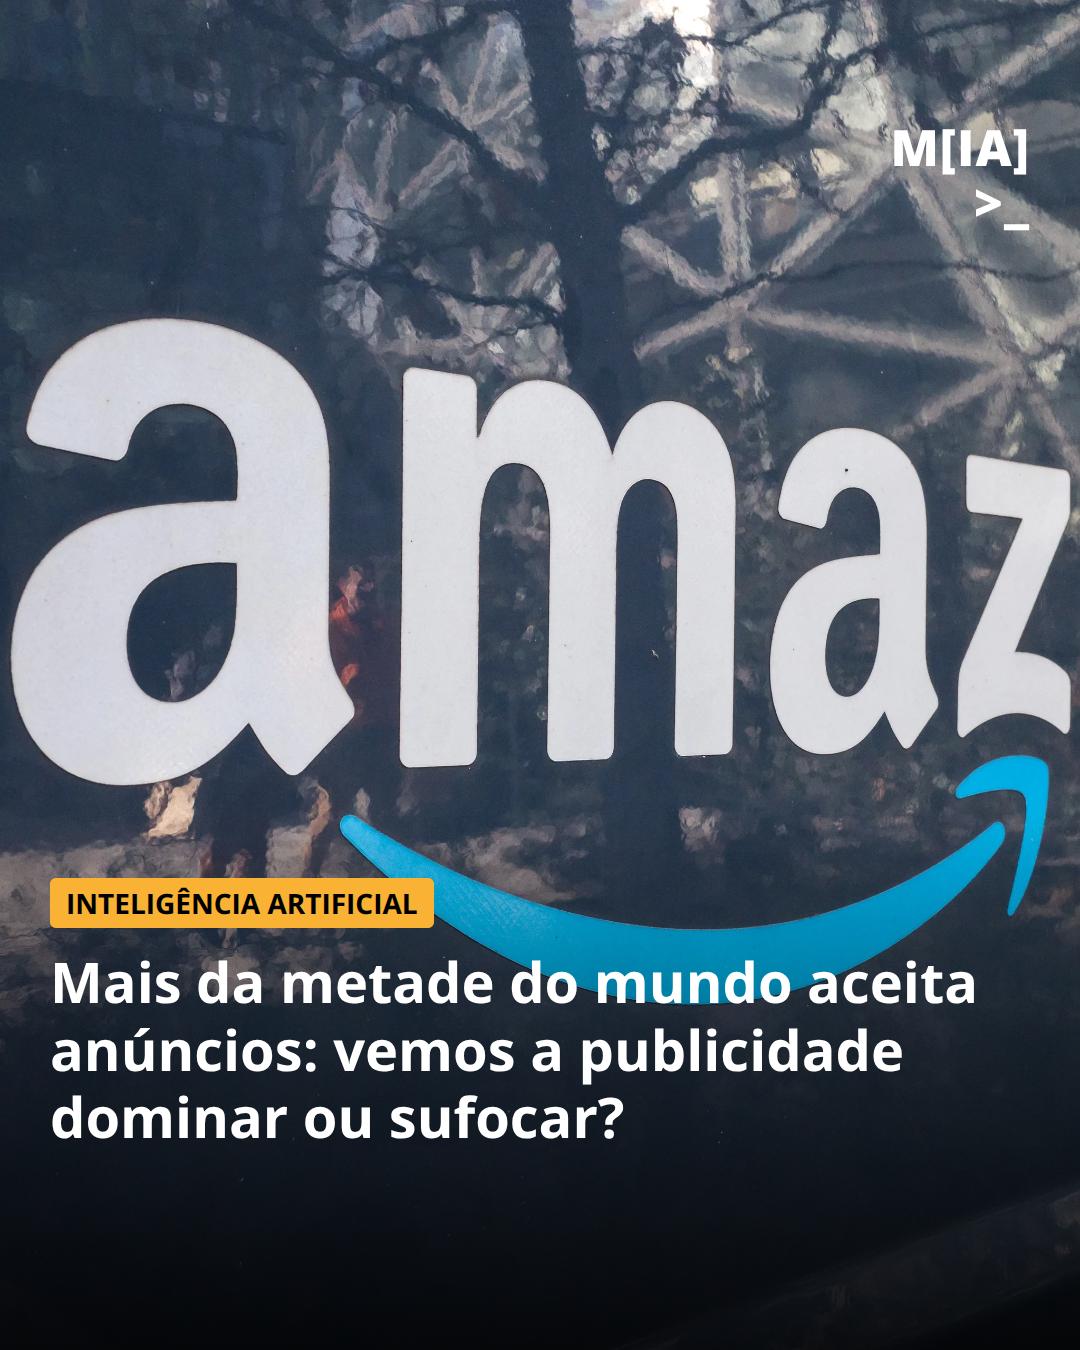 M[IA]
>_
amaz
INTELIGÊNCIA ARTIFICIAL
Mais da metade do mundo aceita
anúncios: vemos a publicidade
dominar ou sufocar?